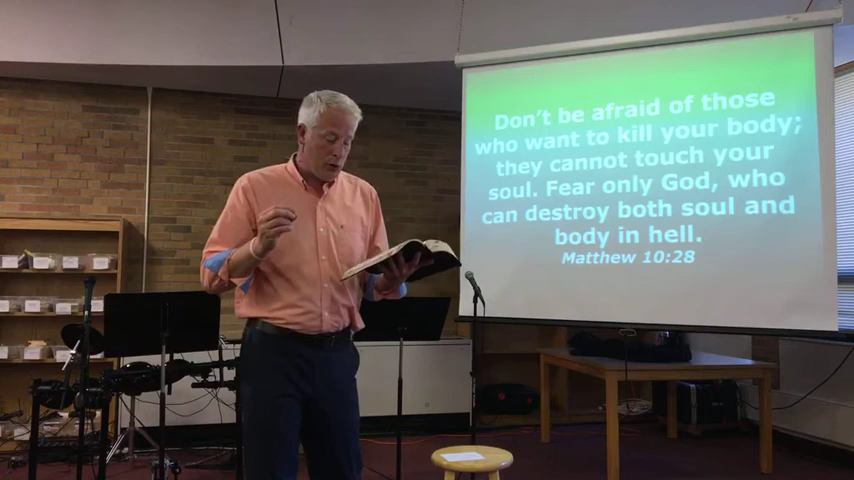 Don't be afraid of those
who want to kill your body;
they cannot touch your
soul. Fear only God, who
can destroy both soul and
body in hell.
Matthew 10:28